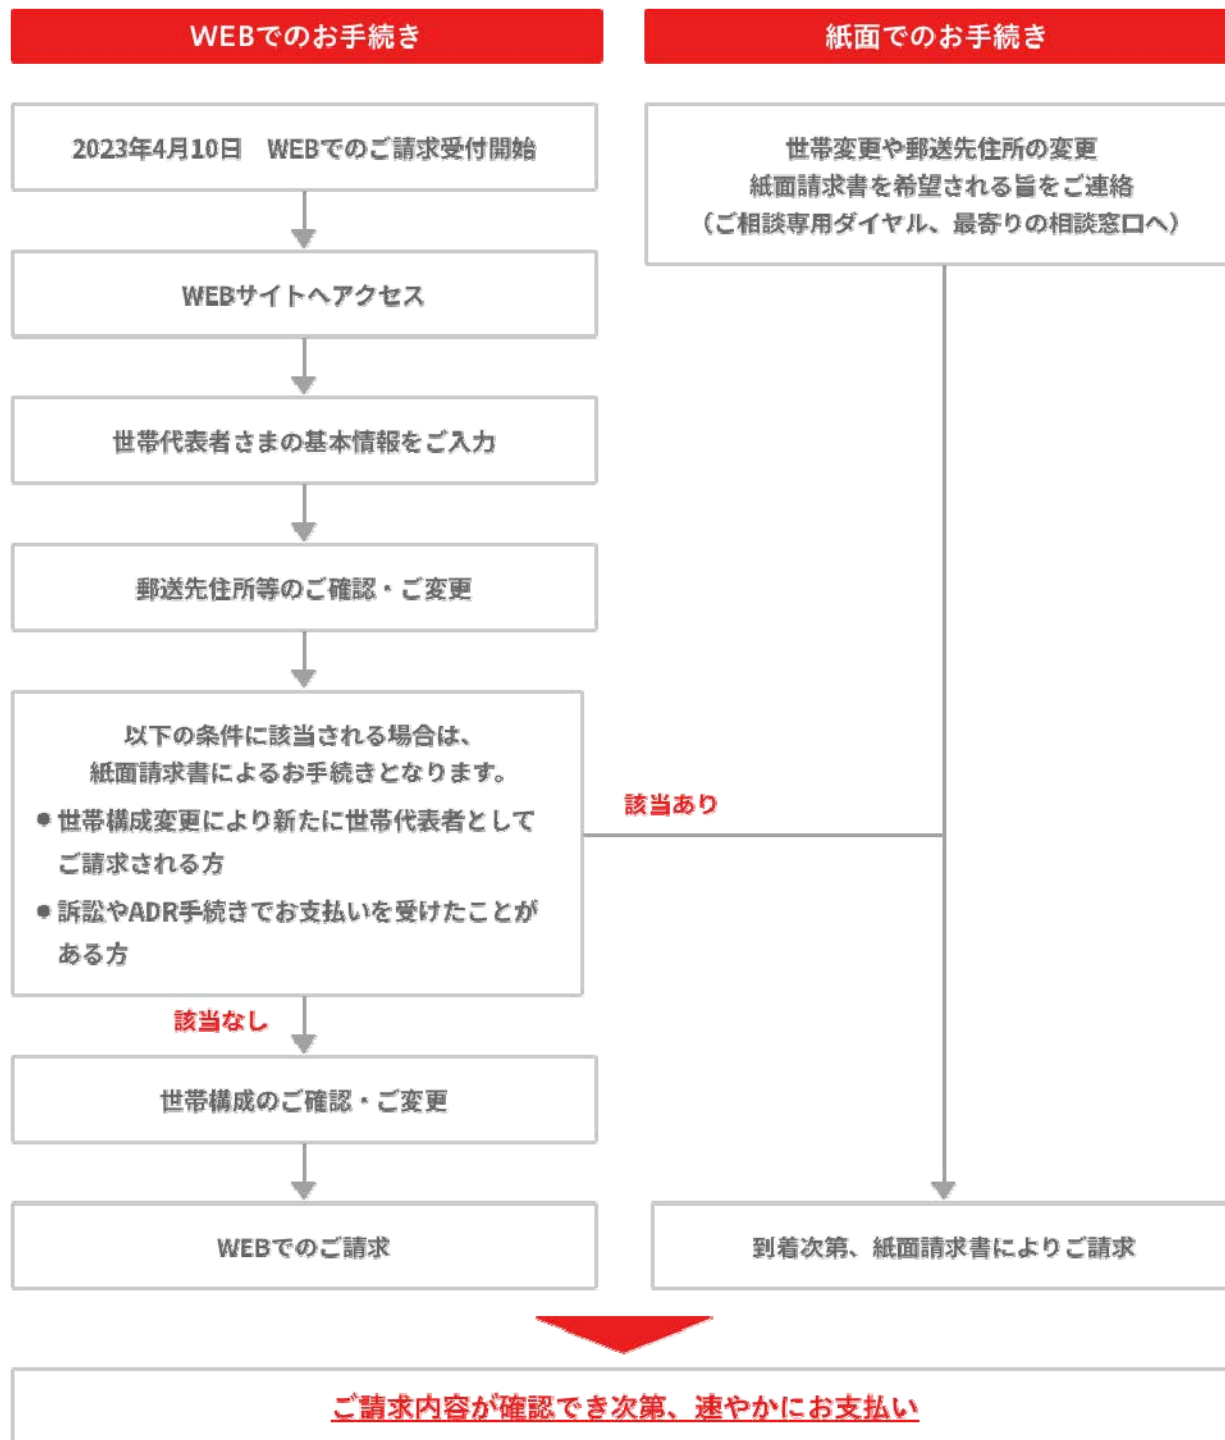 WEBでのお手続き
2023年4月10日　WEBでのご請求受付開始
WEBサイトへアクセス
世帯代表者さまの基本情報をご入力
郵送先住所等のご確認・ご変更
以下の条件に該当される場合は、
紙面請求書によるお手続きとなります。
● 世帯構成変更により新たに世帯代表者として
ご請求される方
● 訴訟やADR手続きでお支払いを受けたことが
ある方
該当あり
該当なし
世帯構成のご確認・ご変更
WEBでのご請求
紙面でのお手続き
世帯変更や郵送先住所の変更
紙面請求書を希望される旨をご連絡
（ご相談専用ダイヤル、最寄りの相談窓口へ）
到着次第、紙面請求書によりご請求
ご請求内容が確認でき次第、速やかにお支払い